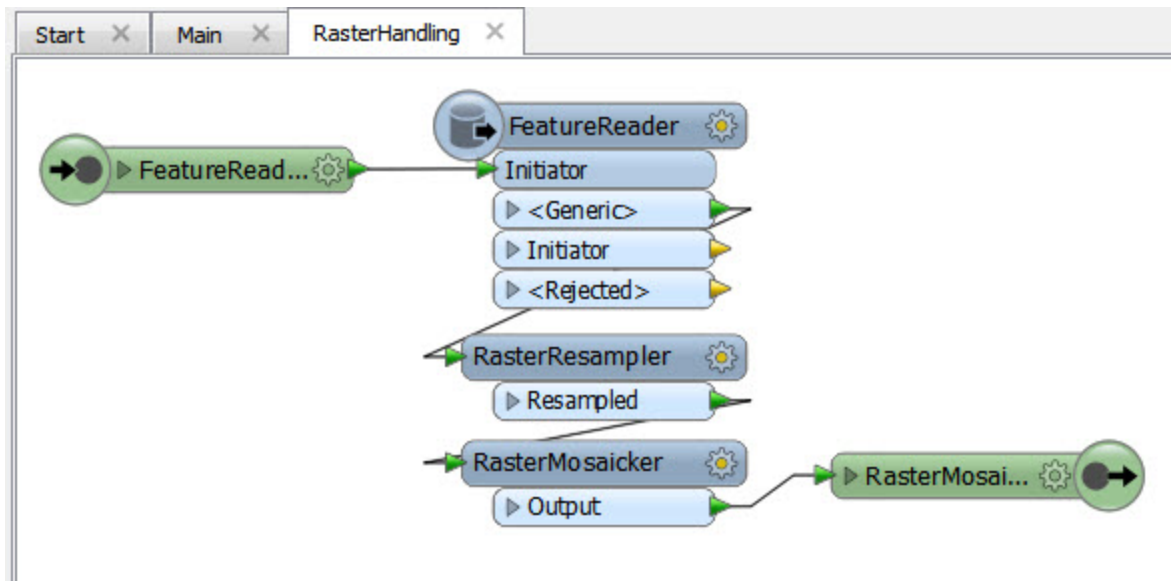 Start Main RasterHandling
FeatureReader
FeatureRead...
Initiator
<Generic>
Initiator
<Rejected>
RasterResampler
Resampled
RasterMosaicker
RasterMosai...
Output